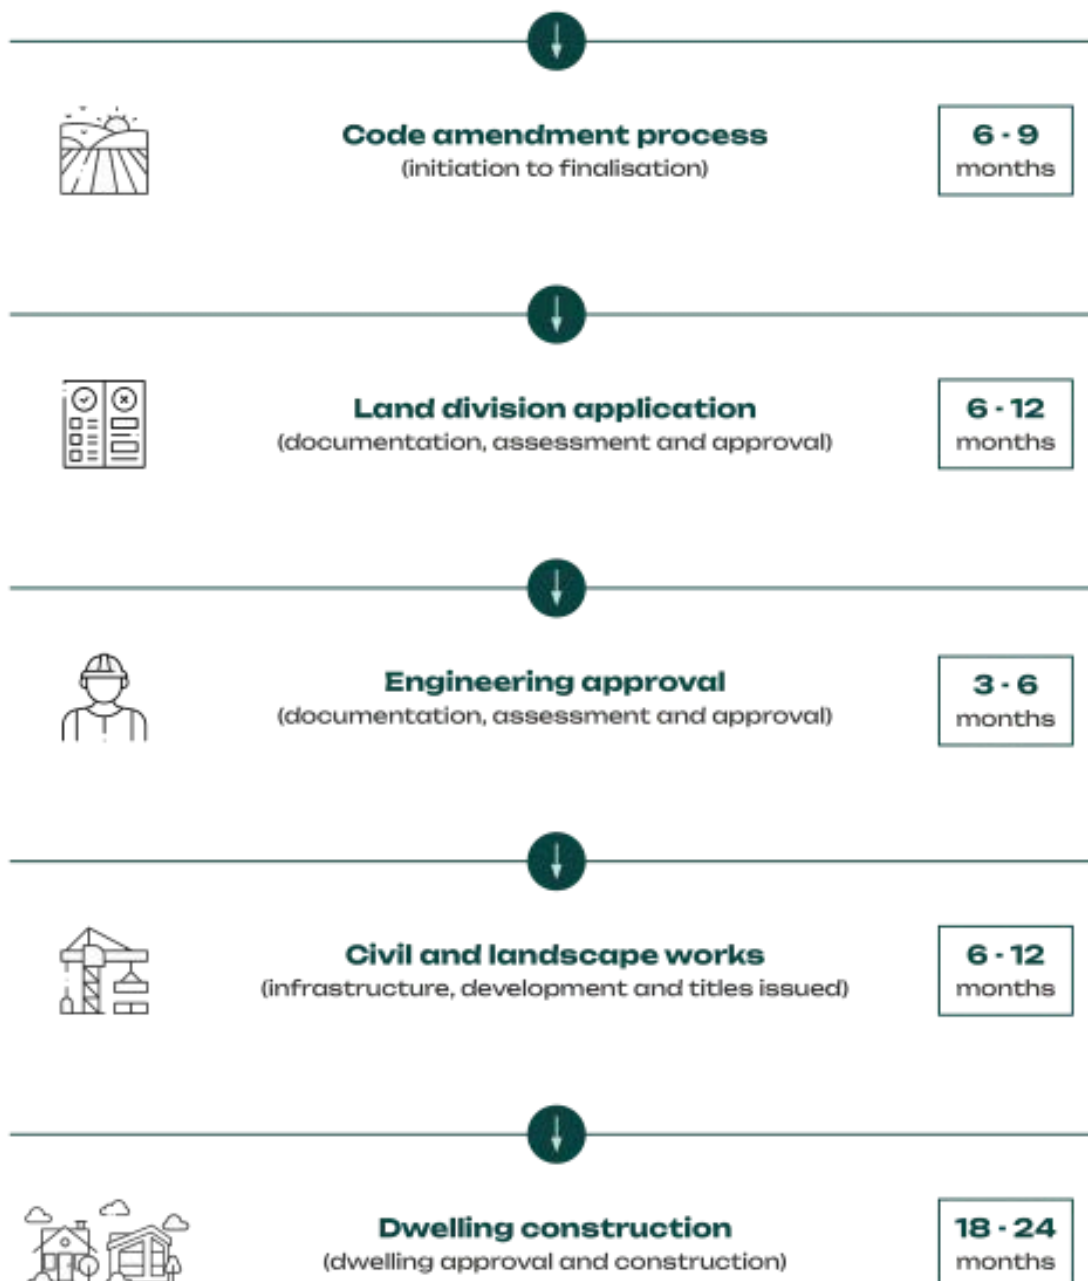 Code amendment process
(initiation to finalisation)
6 - 9
months
Land division application
(documentation, assessment and approval)
6 - 12
months
Engineering approval
(documentation, assessment and approval)
3 - 6
months
Civil and landscape works
(infrastructure, development and titles issued)
6 - 12
months
Dwelling construction
(dwelling approval and construction)
18 - 24
months